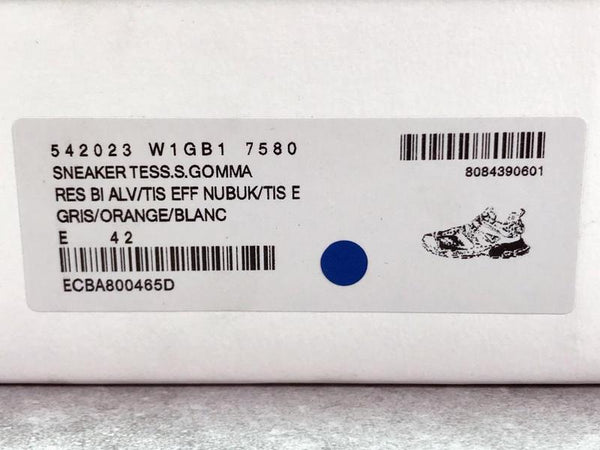 542023 W1GB1 7580
SNEAKER TESS.S.GOMMA
RES BI ALV/TIS EFF NUBUK/TIS E
GRIS/ORANGE/BLANC
E 42
ECBA800465D
8084390601